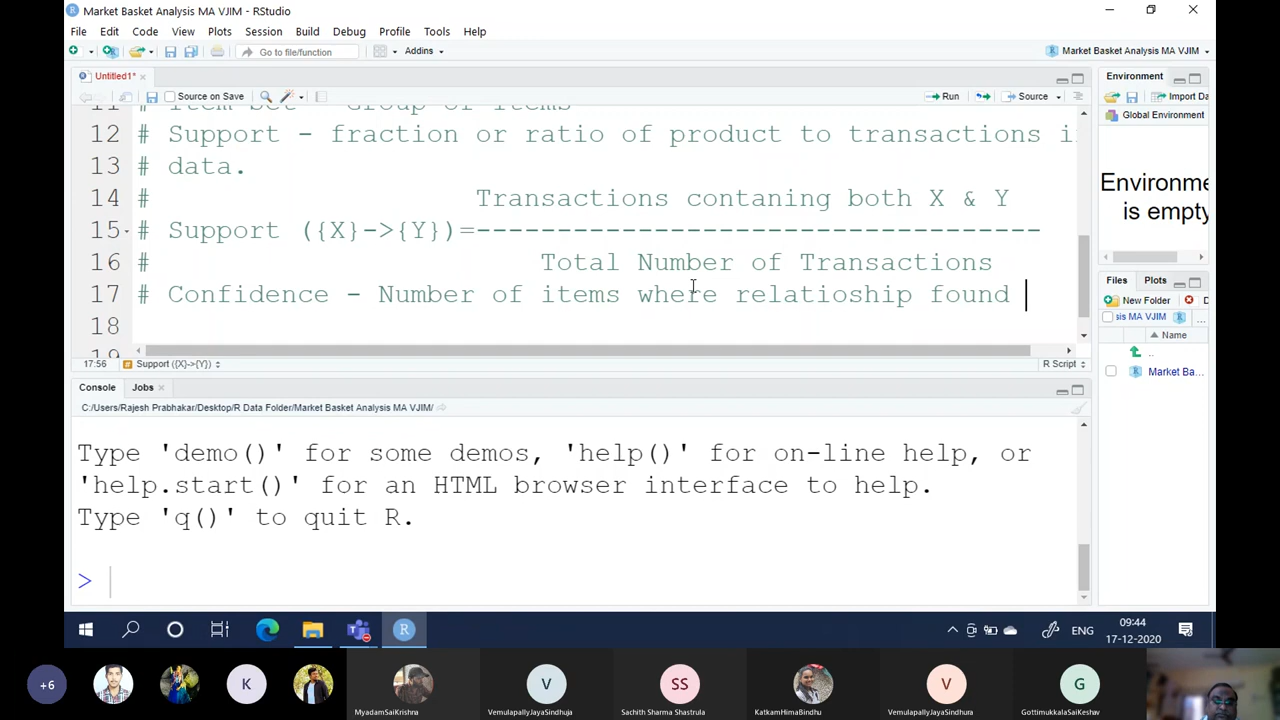 Market Basket Analysis MA VJIM - RStudio
File Edit Code View Plots Session Build Debug Profile Tools Help
Go to file/function Addins Market Basket Analysis MA VJIM
Untitled1* Environment
Source on Save Run Source Import Da
Global Environment
12 # Support - fraction or ratio of product to transactions i
13 # data.
14 # Transactions contaning both X & Y
15 # Support ({X}->{Y})=-----------------------------------
16 # Total Number of Transactions
17 # Confidence - Number of items where relatioship found
18
Environme
is empty
Files Plots
New Folder D
sis MA VJIM ...
Name
..
Market Ba...
17:56 Support ({X}->{Y}) R Script
Console Jobs
C:/Users/Rajesh Prabhakar/Desktop/R Data Folder/Market Basket Analysis MA VJIM/
Type 'demo()' for some demos, 'help()' for on-line help, or
'help.start()' for an HTML browser interface to help.
Type 'q()' to quit R.
>
ENG 09:44
17-12-2020
+6 K V SS V G
MyadamSaiKrishna VemulapallyJayaSindhuja Sachith Sharma Shastrula KatkamHimaBindhu VemulapallyJayaSindhura GottimukkalaSaiKeshav